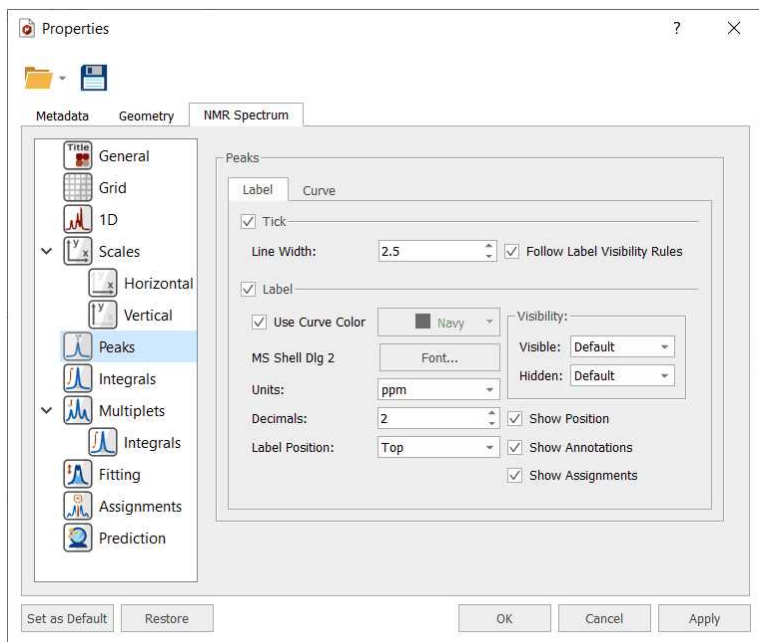 Properties
?
Metadata Geometry NMR Spectrum
Title General
Grid
1D
y x Scales
x Horizontal
y Vertical
Peaks
Integrals
Multiplets
Integrals
Fitting
Assignments
Prediction
Peaks
Label Curve
Tick
Line Width: 2.5 Follow Label Visibility Rules
Label
Use Curve Color Navy
MS Shell Dlg 2 Font...
Units: ppm
Decimals: 2
Label Position: Top
Visibility:
Visible: Default
Hidden: Default
Show Position
Show Annotations
Show Assignments
Set as Default Restore OK Cancel Apply